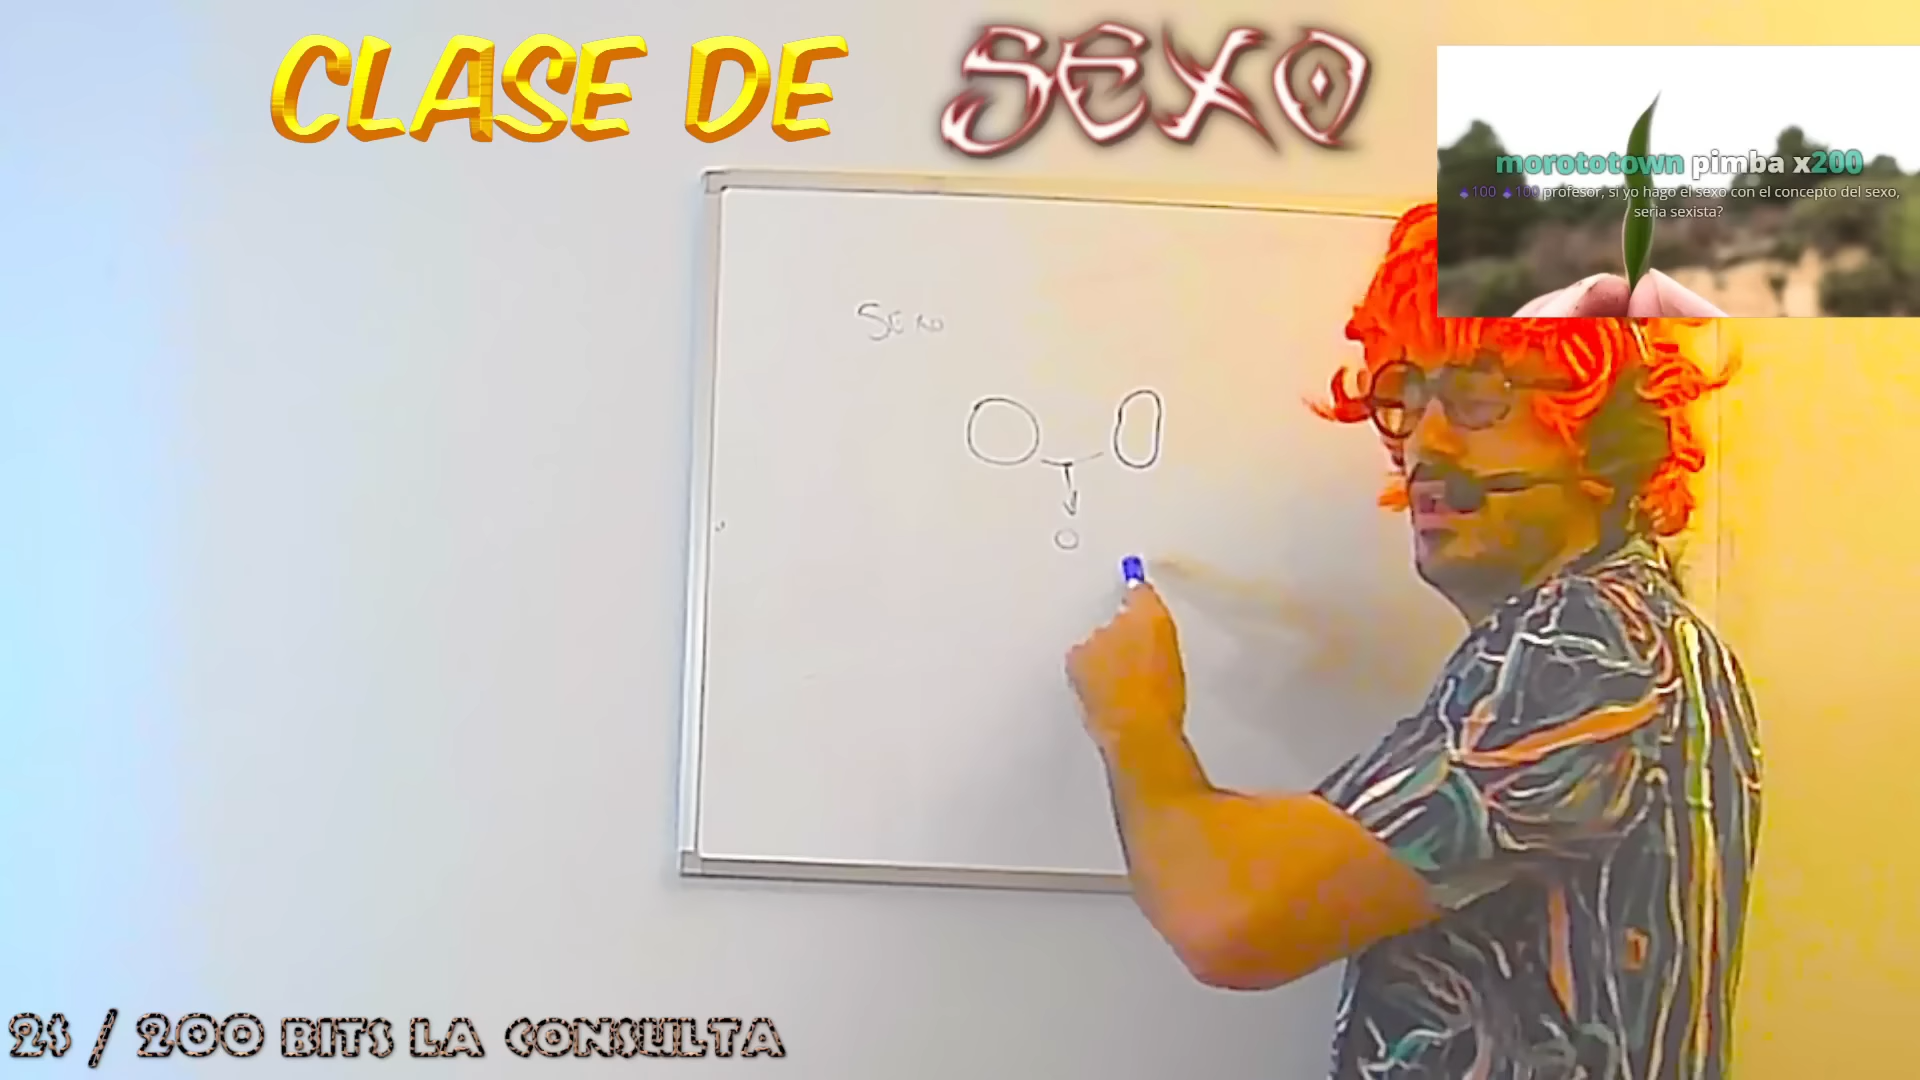 CLASE DE SEXO
morototown pimba x200
100 100 profesor, si yo hago el sexo con el concepto del sexo,
seria sexista?
SEXO
2$ / 200 BITS LA CONSULTA